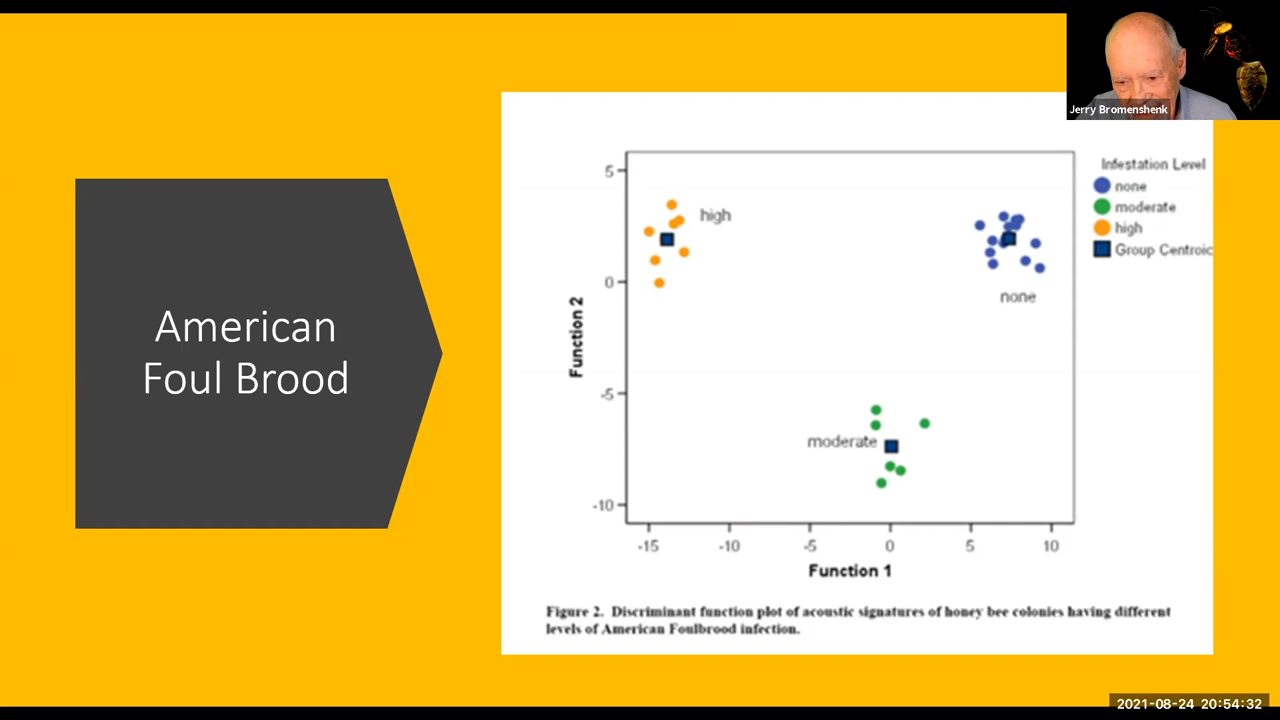 Jerry Bromenshenk
American
Foul Brood
Infestation Level
none
moderate
high
Group Centroic
high
none
moderate
5
0
-5
-10
Function 2
-15 -10 -5 0 5 10
Function 1
Figure 2. Discriminant function plot of acoustic signatures of honey bee colonies having different
levels of American Foulbrood infection.
2021-08-24 20:54:32